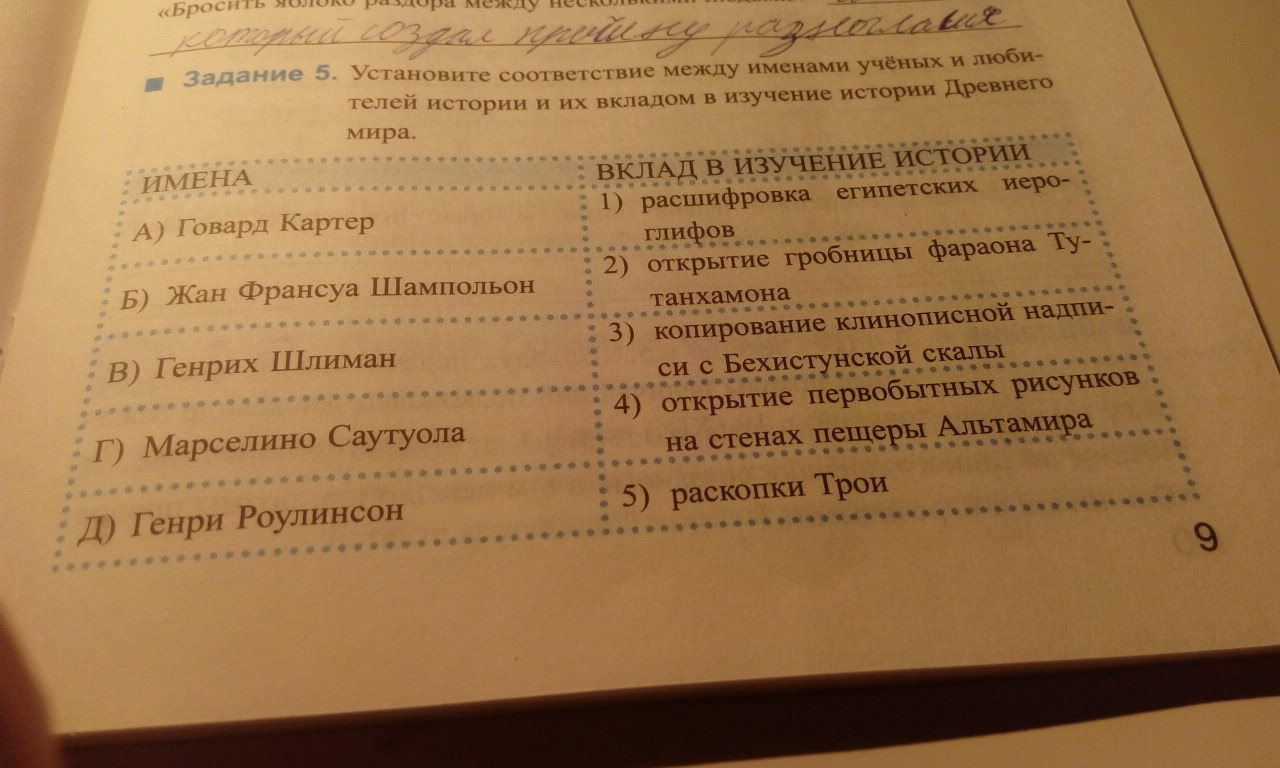 «Бросить яблоко раздора между несколькими
который создал причину разногласия
Задание 5. Установите соответствие между именами учёных и люби-
телей истории и их вкладом в изучение истории Древнего
мира.
ИМЕНА
ВКЛАД В ИЗУЧЕНИЕ ИСТОРИИ
А) Говард Картер
1) расшифровка египетских иеро-
глифов
Б) Жан Франсуа Шампольон
2) открытие гробницы фараона Ту-
танхамона
В) Генрих Шлиман
3) копирование клинописной надпи-
си с Бехистунской скалы
Г) Марселино Саутуола
4) открытие первобытных рисунков
на стенах пещеры Альтамира
Д) Генри Роулинсон
5) раскопки Трои
9